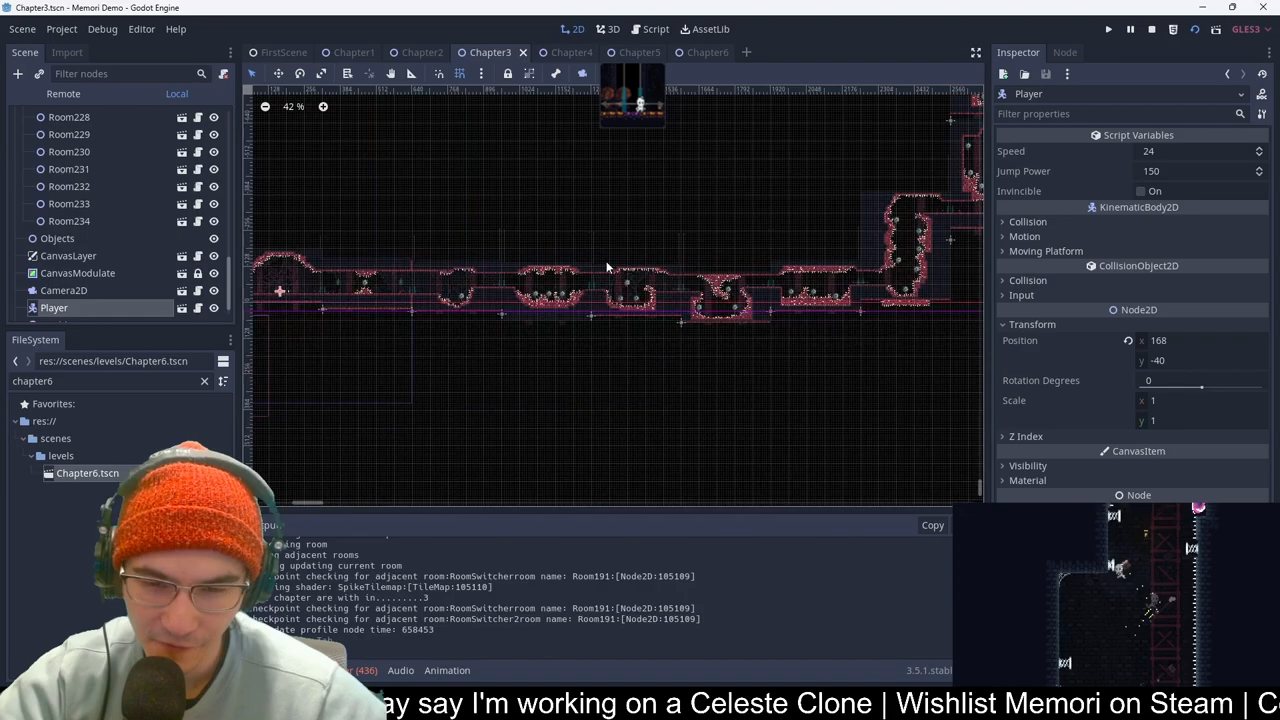 Chapter3.tscn - Memori Demo - Godot Engine
Scene Project Debug Editor Help
2D 3D Script AssetLib
GLES3
Scene Import
FirstScene Chapter1 Chapter2 Chapter3 Chapter4 Chapter5 Chapter6
Inspector Node
Filter nodes
Remote Local
Room228
Room229
Room230
Room231
Room232
Room233
Room234
Objects
CanvasLayer
CanvasModulate
Camera2D
Player
42 %
FileSystem
res://scenes/levels/Chapter6.tscn
chapter6
Favorites:
res://
scenes
levels
Chapter6.tscn
Player
Filter properties
Script Variables
Speed 24
Jump Power 150
Invincible On
KinematicBody2D
Collision
Motion
Moving Platform
CollisionObject2D
Collision
Input
Node2D
Transform
Position x 168
y -40
Rotation Degrees 0
Scale x 1
y 1
Z Index
CanvasItem
Visibility
Material
Node
Copy
room
adjacent rooms
updating current room
point checking for adjacent room:RoomSwitcherroom name: Room191:[Node2D:105109]
shader: SpikeTilemap:[TileMap:105110]
chapter are with in.........3
heckpoint checking for adjacent room:RoomSwitcherroom name: Room191:[Node2D:105109]
heckpoint checking for adjacent room:RoomSwitcher2room name: Room191:[Node2D:105109]
date profile node time: 658453
(436) Audio Animation
3.5.1.stabl
ay say I'm working on a Celeste Clone | Wishlist Memori on Steam |